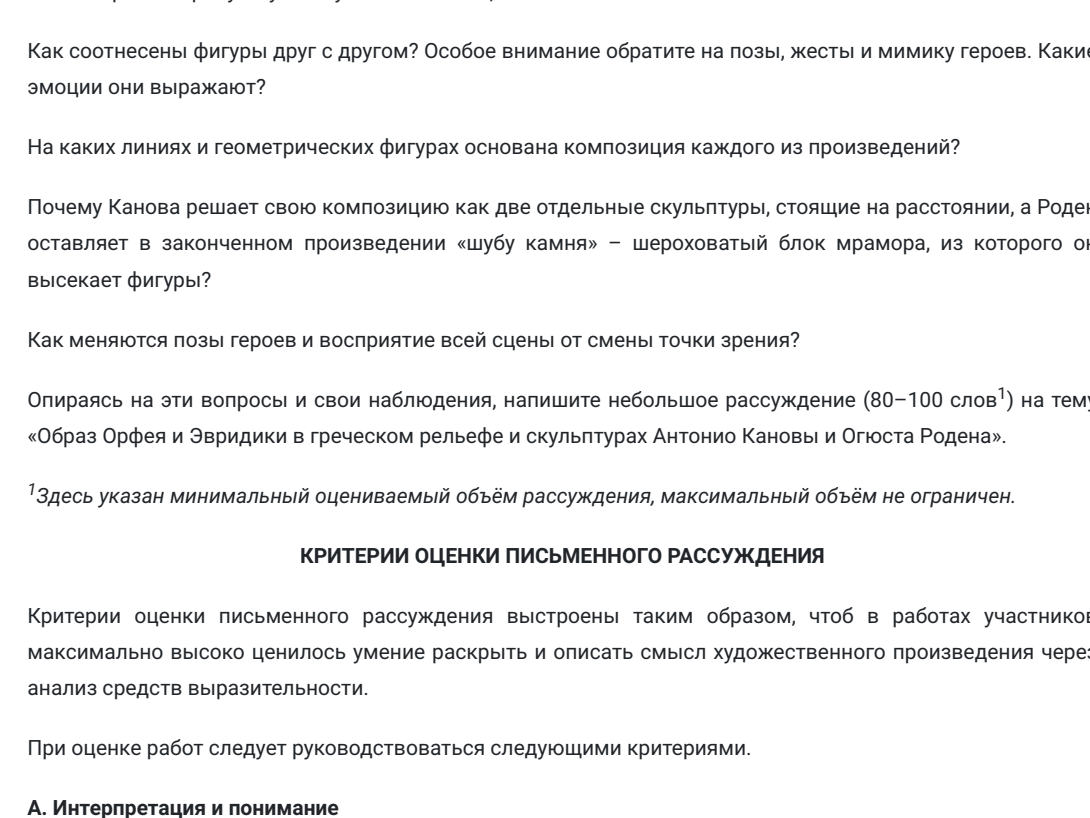 Как соотнесены фигуры друг с другом? Особое внимание обратите на позы, жесты и мимику героев. Какие
эмоции они выражают?
На каких линиях и геометрических фигурах основана композиция каждого из произведений?
Почему Канова решает свою композицию как две отдельные скульптуры, стоящие на расстоянии, а Роден
оставляет в законченном произведении «шубу камня» – шероховатый блок мрамора, из которого он
высекает фигуры?
Как меняются позы героев и восприятие всей сцены от смены точки зрения?
Опираясь на эти вопросы и свои наблюдения, напишите небольшое рассуждение (80–100 слов1) на тему
«Образ Орфея и Эвридики в греческом рельефе и скульптурах Антонио Кановы и Огюста Родена».
1Здесь указан минимальный оцениваемый объём рассуждения, максимальный объём не ограничен.
КРИТЕРИИ ОЦЕНКИ ПИСЬМЕННОГО РАССУЖДЕНИЯ
Критерии оценки письменного рассуждения выстроены таким образом, чтоб в работах участников
максимально высоко ценилось умение раскрыть и описать смысл художественного произведения через
анализ средств выразительности.
При оценке работ следует руководствоваться следующими критериями.
А. Интерпретация и понимание